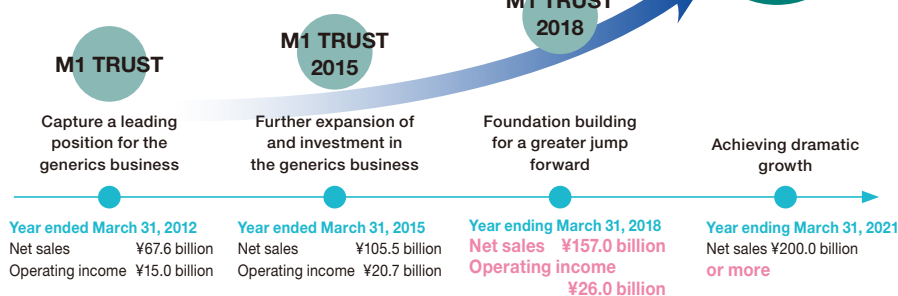 M1 TRUST
M1 TRUST
2015
M1 TRUST
2018
Capture a leading
position for the
generics business
Further expansion of
and investment in
the generics business
Foundation building
for a greater jump
forward
Achieving dramatic
growth
Year ended March 31, 2012
Net sales ¥67.6 billion
Operating income ¥15.0 billion
Year ended March 31, 2015
Net sales ¥105.5 billion
Operating income ¥20.7 billion
Year ending March 31, 2018
Net sales ¥157.0 billion
Operating income
¥26.0 billion
Year ending March 31, 2021
Net sales ¥200.0 billion
or more